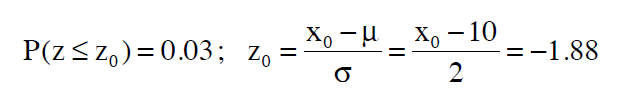 P(z ≤ z₀) = 0.03 ; z₀ = (x₀ − μ)/σ = (x₀ − 10)/2 = −1.88